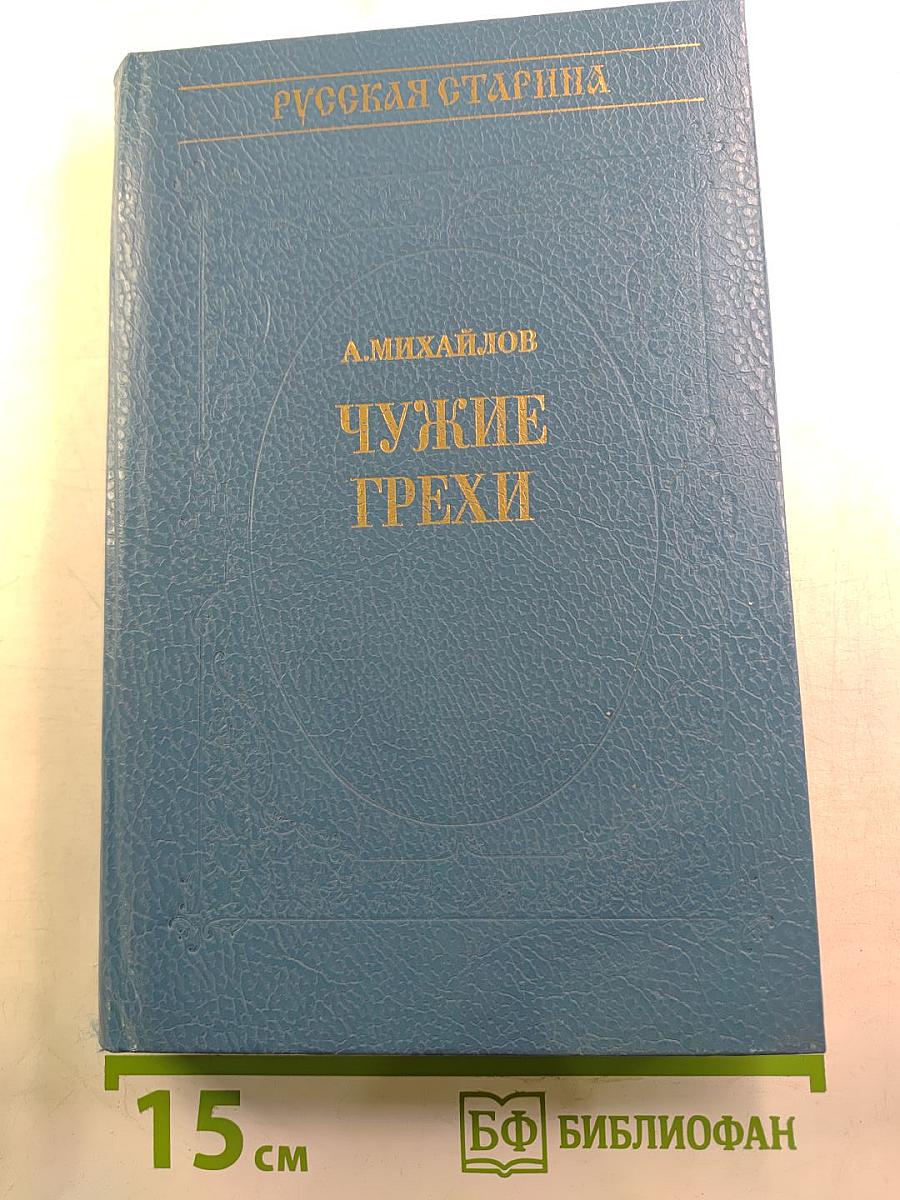 РУССКАЯ СТАРИНА
А.МИХАЙЛОВ
ЧУЖИЕ
ГРЕХИ
15 см
БФ БИБЛИОФАН